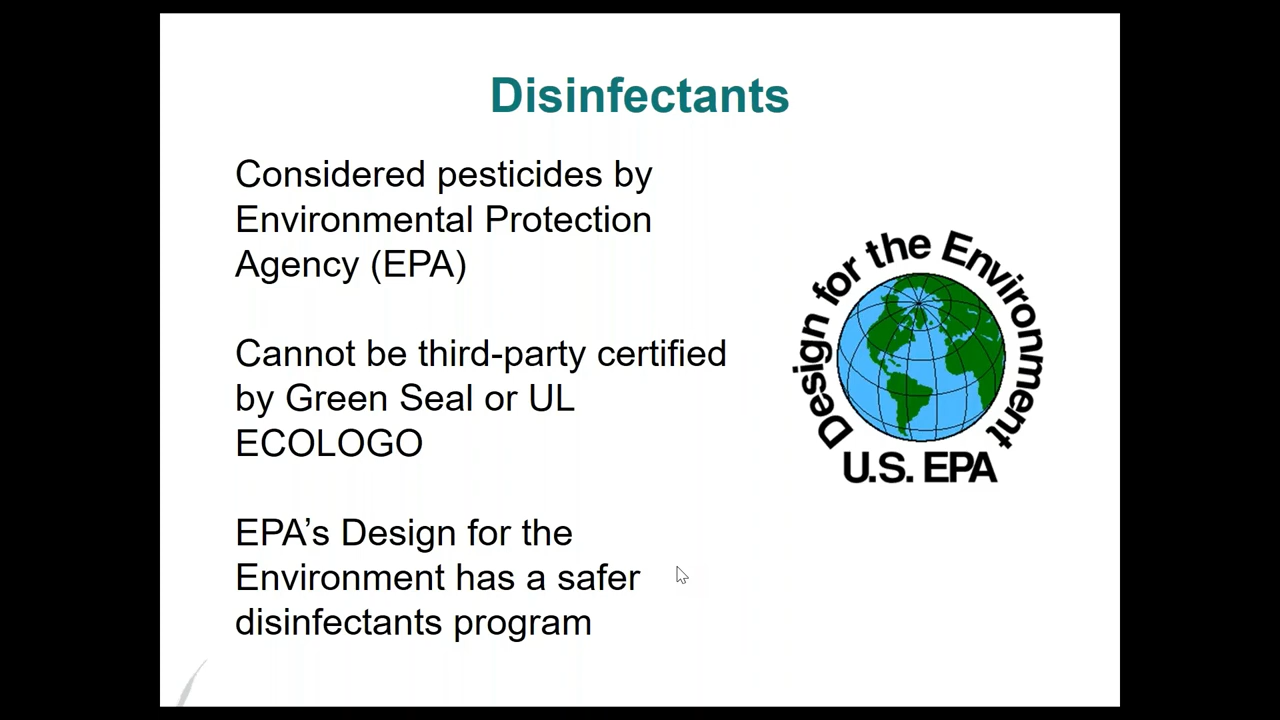 Disinfectants
Considered pesticides by
Environmental Protection
Agency (EPA)
Cannot be third-party certified
by Green Seal or UL
ECOLOGO
EPA’s Design for the
Environment has a safer
disinfectants program
Design for the Environment
U.S. EPA